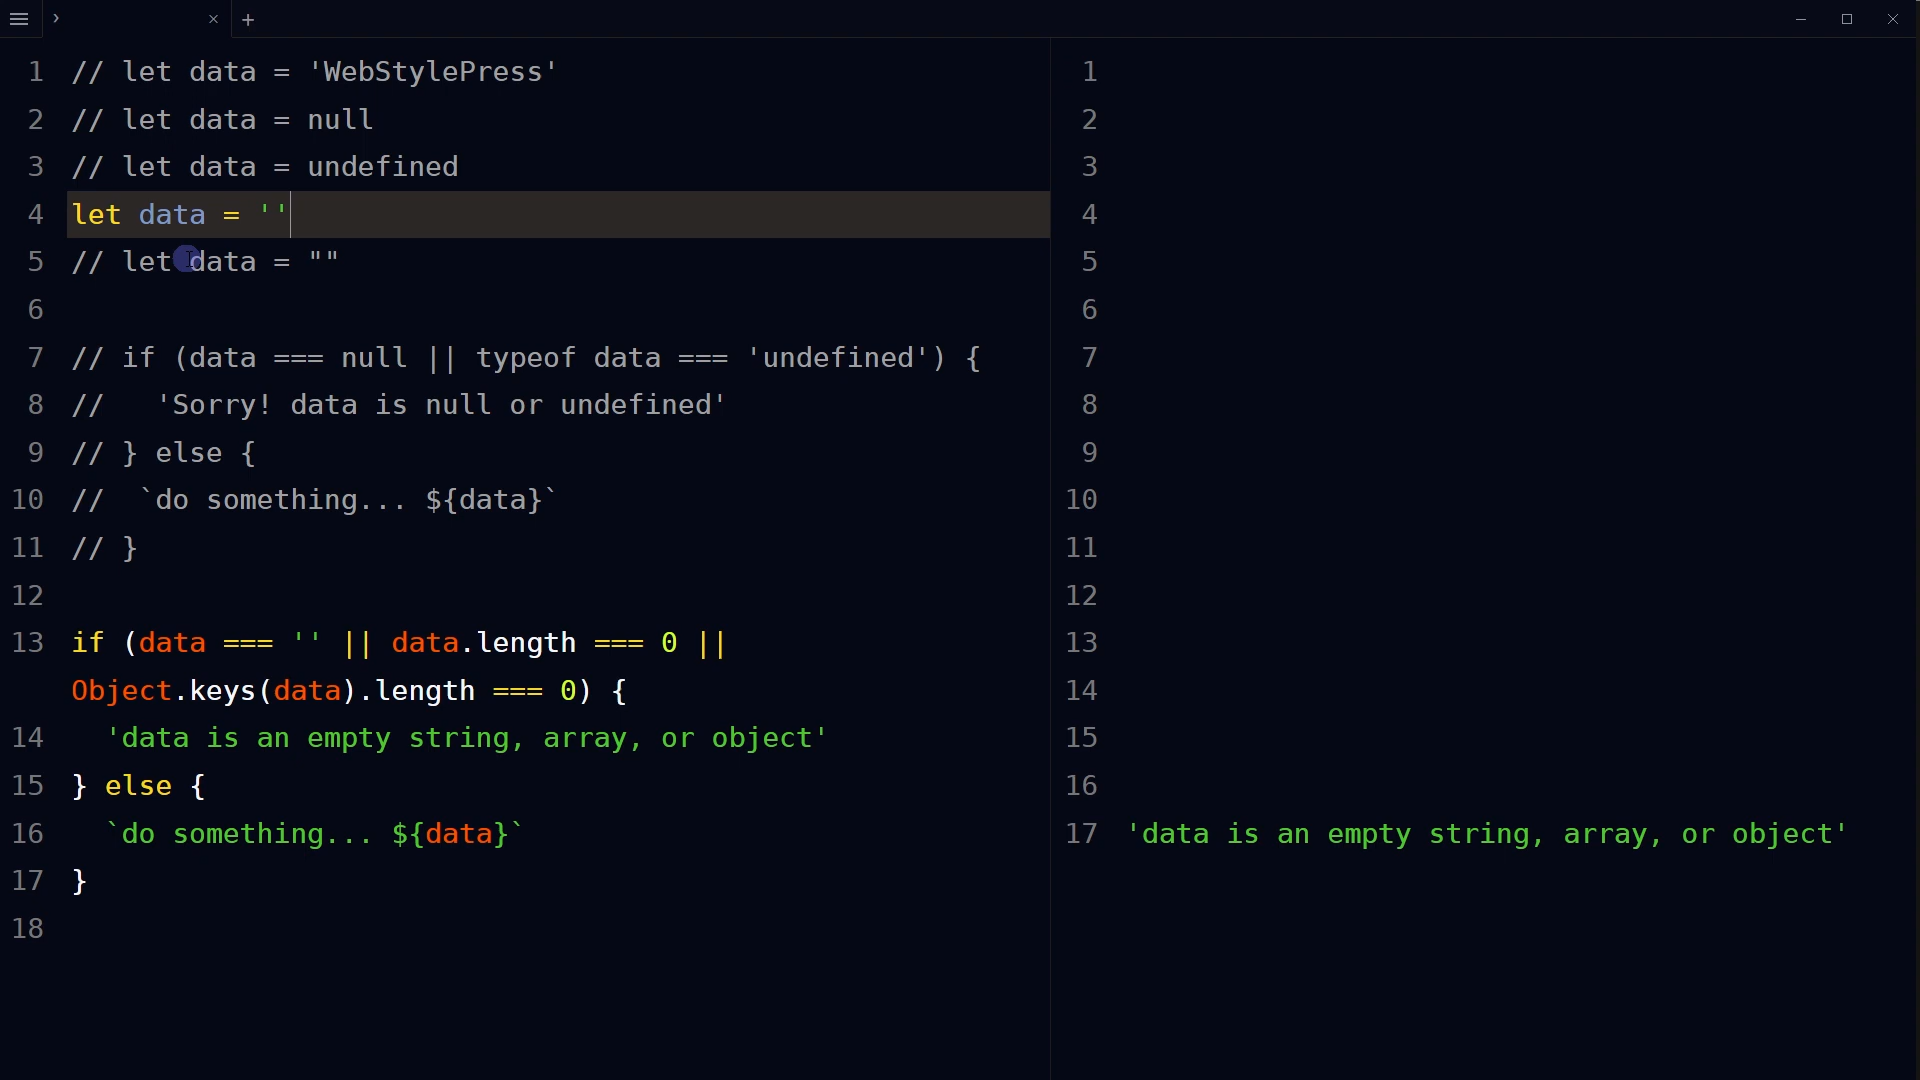 1 // let data = 'WebStylePress'
2 // let data = null
3 // let data = undefined
4 let data = ''
5 // let data = ""
6
7 // if (data === null || typeof data === 'undefined') {
8 //   'Sorry! data is null or undefined'
9 // } else {
10 //  `do something... ${data}`
11 // }
12
13 if (data === '' || data.length === 0 ||
Object.keys(data).length === 0) {
14   'data is an empty string, array, or object'
15 } else {
16   `do something... ${data}`
17 }
18
1
2
3
4
5
6
7
8
9
10
11
12
13
14
15
16
17 'data is an empty string, array, or object'